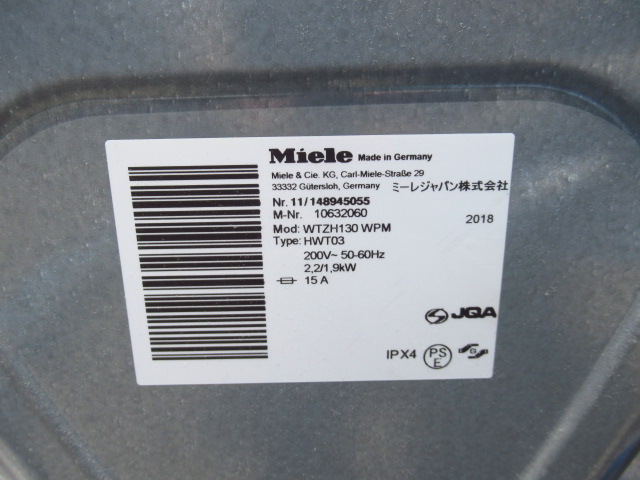 Miele Made in Germany
Miele & Cie. KG, Carl-Miele-Straße 29
33332 Gütersloh, Germany ミーレジャパン株式会社
Nr. 11/148945055
M-Nr. 10632060 2018
Mod: WTZH130 WPM
Type: HWT03
200V~ 50-60Hz
2,2/1,9kW
15 A
JQA
IPX4 PS E